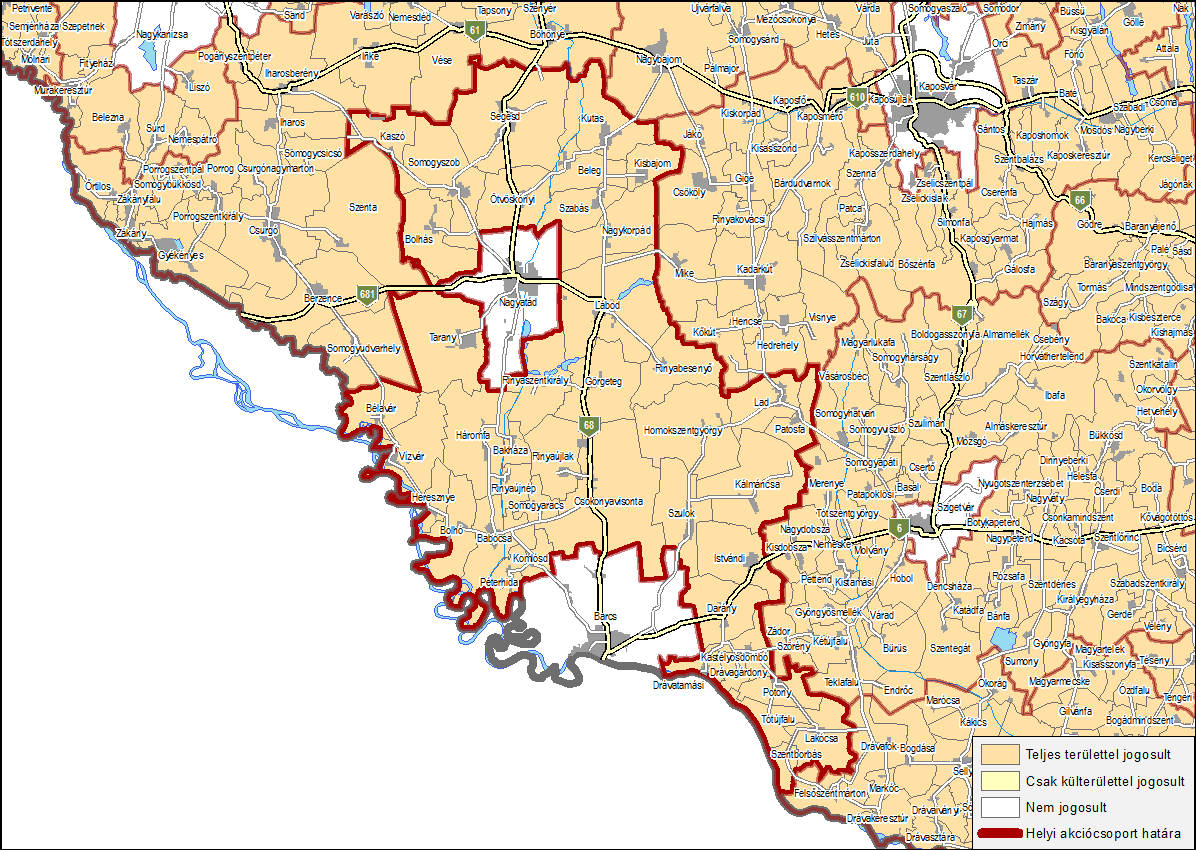 Petrivente
Nagykanizsa
Sand
Varászló
Nemesdéd
Tapsony
Szenyér
Újvárfalva
Mezőcsokonya
Várda
Somogyaszaló
Somodor
Büssü
Gölle
Nak
Semjénháza
Szepetnek
61
Böhönye
Hetes
Zimány
Kisgyalán
Tótszerdahely
Pogányszentpéter
Inke
Vése
Somogysárd
Juta
Orci
Fonó
Attala
Molnári
Fityeház
Iharosberény
Nagybajom
Pálmajor
Liszó
Taszár
Murakeresztúr
610
Kaposújlak
Kaposvár
Baté
Szabadi
Csoma
Belezna
Iharos
Segesd
Kutas
Kiskorpád
Kaposfő
Kaposmérő
Surd
Sántos
Kaposhomok
Mosdós
Nagyberki
Nemespátró
Kaszó
Jákó
Kisasszond
Kaposszerdahely
Somogycsicsó
Szentbalázs
Kaposkeresztúr
Kercseliget
Porrogszentpál
Porrog
Csurgónagymarton
Somogyszob
Beleg
Kisbajom
Őrtilos
Somogybükkösd
Csököly
Gige
Bárdudvarnok
Szenna
Zselicszentpál
Cserénfa
Jágónak
Zákányfalu
Szenta
Ötvöskónyi
Zselickislak
66
Porrogszentkirály
Szabás
Rinyakovácsi
Patca
Simonfa
Hajmás
Gödre
Baranyajenő
Zákány
Csurgó
Bolhás
Nagykorpád
Szilvásszentmárton
Kaposgyarmat
Palé
Sásd
Gyékényes
Mike
Kadarkút
Zselickisfalud
Bőszénfa
Gálosfa
Baranyaszentgyörgy
Berzence
681
Nagyatád
Lábod
Szágy
Tormás
Mindszentgodisa
67
Tarany
Hencse
Visnye
Bakóca
Kisbeszterce
Kőkút
Boldogasszonyfa
Almamellék
Csebény
Kishajmás
Somogyudvarhely
Hedrehely
Magyarlukafa
Somogyhárságy
Horváthertelend
Rinyabesenyő
Szentkatalin
Rinyaszentkirály
Görgeteg
Vásárosbéc
Szentlászló
Okorvölgy
Bélavár
Lad
Somogyhatvan
Ibafa
Hetvehely
68
Homokszentgyörgy
Patosfa
Somogyviszló
Szulimán
Almáskeresztúr
Háromfa
Mozsgó
Bükkösd
Vízvár
Bakháza
Rinyaújlak
Somogyapáti
Csertő
Dinnyeberki
Heresznye
Rinyaújnép
Kálmáncsa
Merenye
Basal
Nyugotszenterzsébet
Helesfa
Cserdi
Boda
Somogyaracs
Csokonyavisonta
Patapoklosi
Nagyváty
Tótszentgyörgy
Szigetvár
Szulok
Csonkamindszent
Kővágótöttös
Bolhó
Nagydobsza
6
Botykapeterd
Babócsa
Nemeske
Nagypeterd
Kacsóta
Szentlőrinc
Kisdobsza
Molvány
Bicsérd
Komlósd
Istvándi
Péterhida
Pettend
Kistamási
Hobol
Dencsháza
Rózsafa
Szentdénes
Szabadszentkirály
Királyegyháza
Barcs
Darány
Gyöngyösmellék
Várad
Katádfa
Bánfa
Gerde
Velény
Zádor
Kétújfalu
Szörény
Bürüs
Szentegát
Gyöngyfa
Magyartelek
Kastélyosdombó
Sumony
Kisasszonyfa
Téseny
Drávagárdony
Drávatamási
Teklafalu
Okorág
Magyarmecske
Potony
Endrőc
Marócsa
Ózdfalu
Tengeri
Tótújfalu
Kákics
Gilvánfa
Bogádmindszent
Lakócsa
Drávafok
Bogdása
Szentborbás
Selly
Felsőszentmárton
Markóc
Drávaiványi
Drávakeresztúr
Drávasztára
Teljes területtel jogosult
Csak külterülettel jogosult
Nem jogosult
Helyi akciócsoport határa